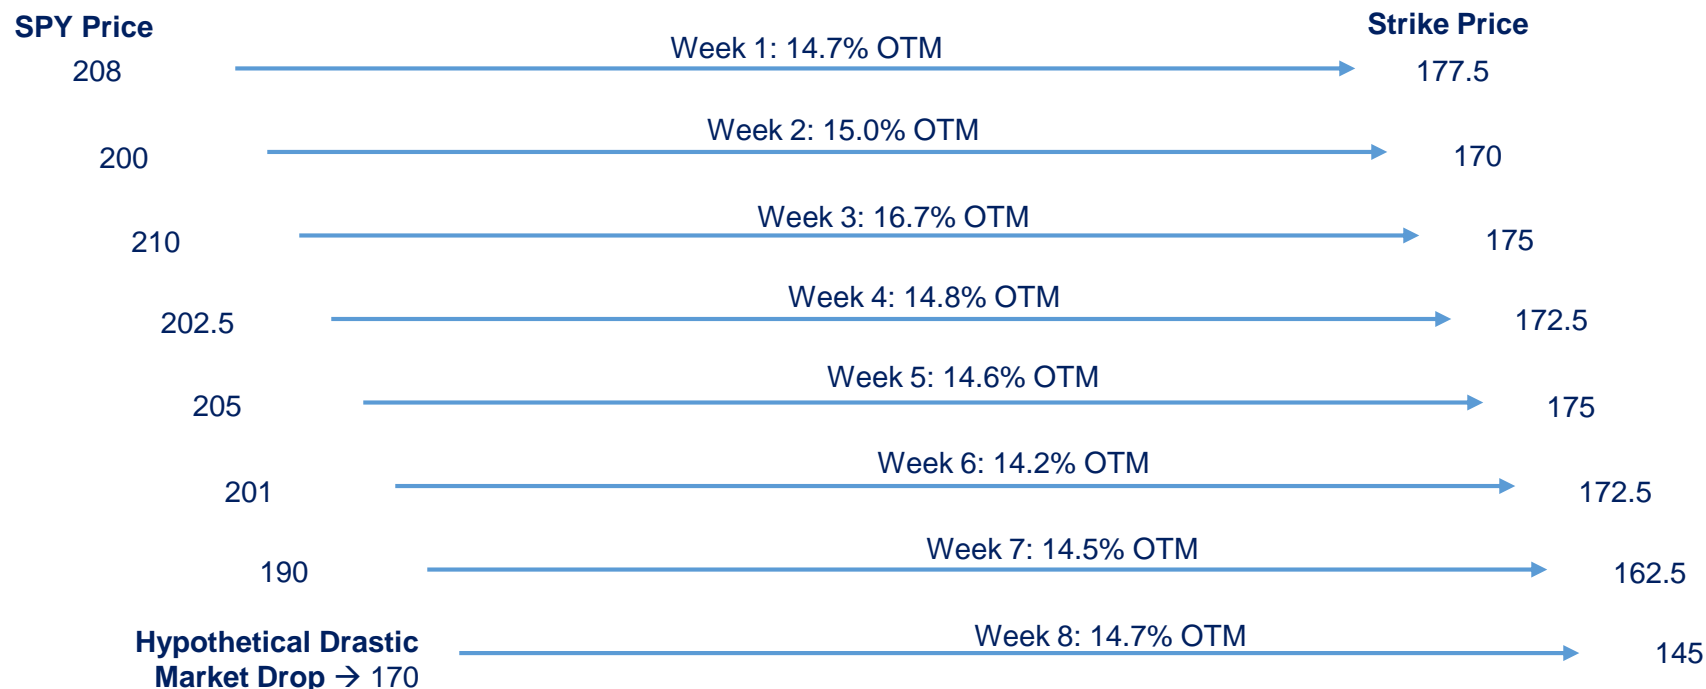 SPY Price
Strike Price
Week 1: 14.7% OTM
208
177.5
Week 2: 15.0% OTM
200
170
Week 3: 16.7% OTM
210
175
Week 4: 14.8% OTM
202.5
172.5
Week 5: 14.6% OTM
205
175
Week 6: 14.2% OTM
201
172.5
Week 7: 14.5% OTM
190
162.5
Week 8: 14.7% OTM
Hypothetical Drastic
Market Drop → 170
145